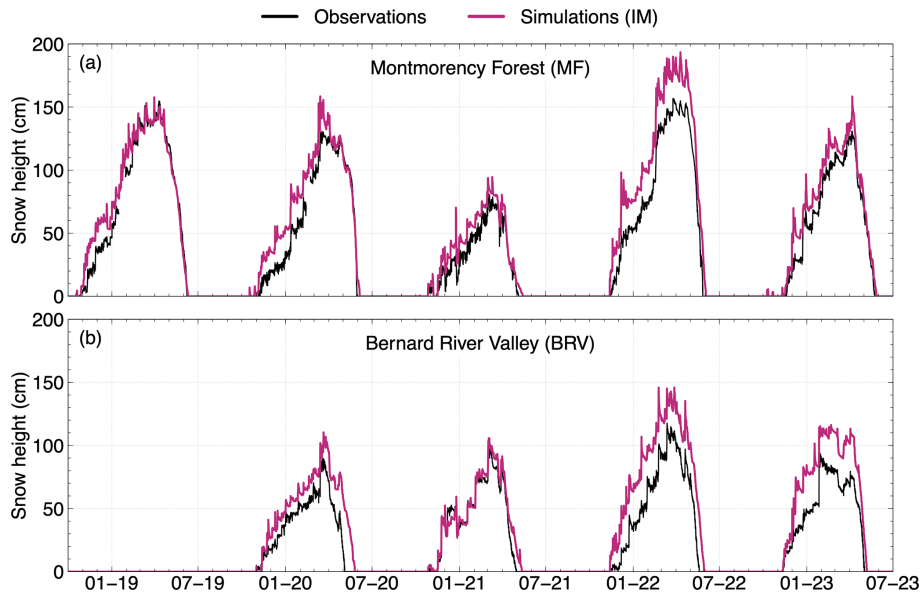 Observations Simulations (IM)
200
(a)
Montmorency Forest (MF)
150
100
50
0
Snow height (cm)
200
(b)
Bernard River Valley (BRV)
150
100
50
0
Snow height (cm)
01–19 07–19 01–20 07–20 01–21 07–21 01–22 07–22 01–23 07–23